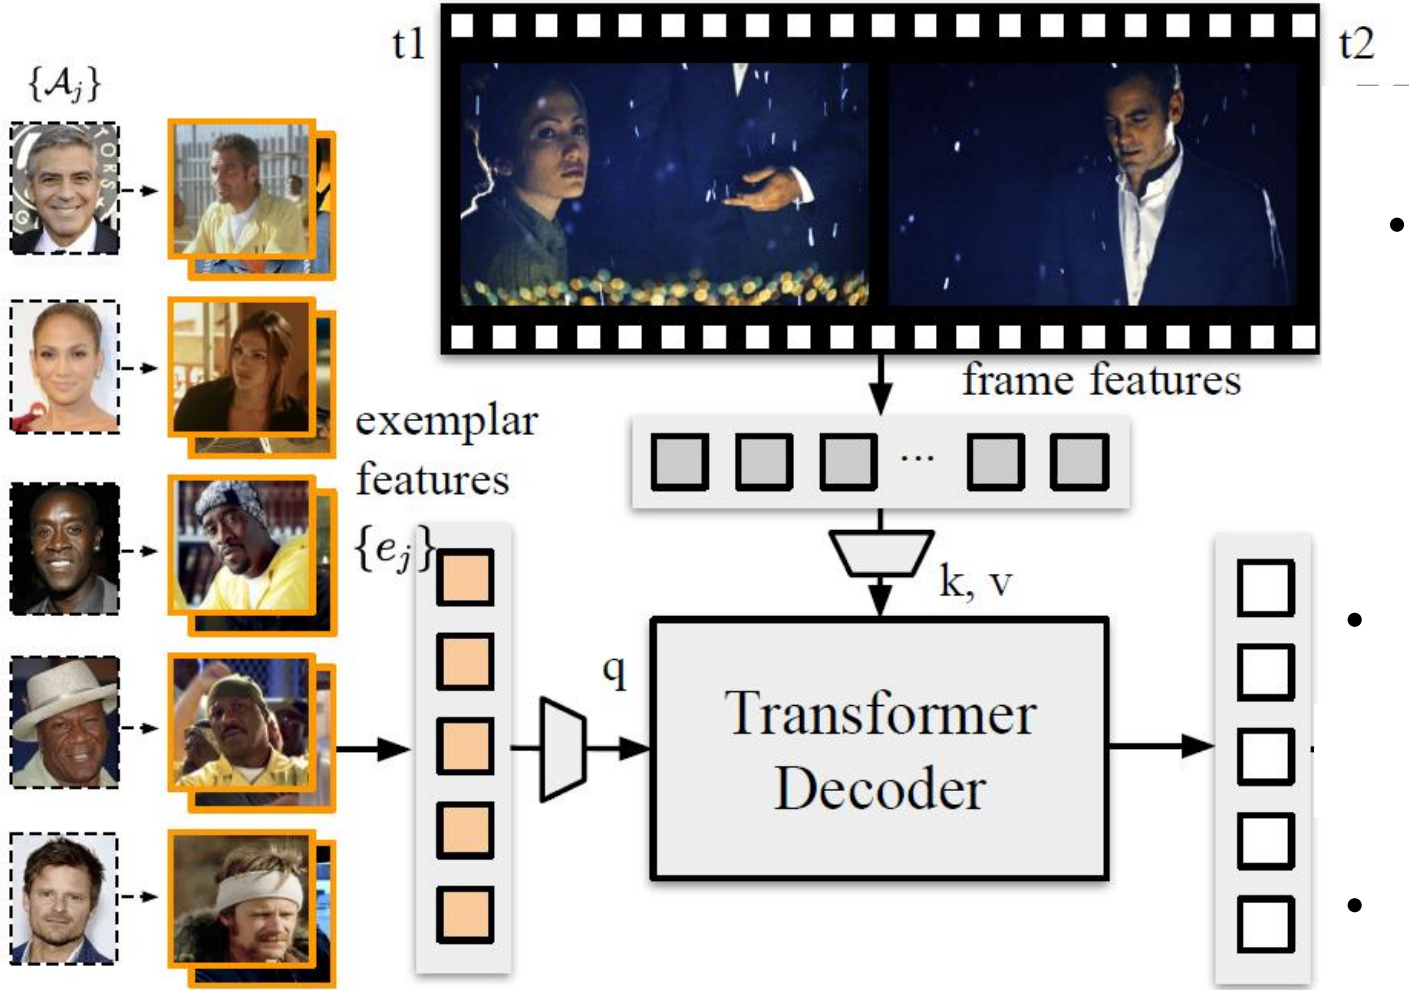 t1
t2
{𝒜ⱼ}
frame features
exemplar
features
{eⱼ}
...
k, v
q
Transformer
Decoder